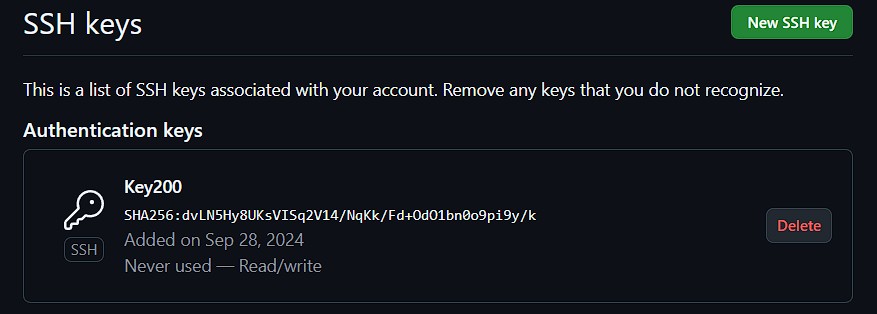 SSH keys
New SSH key
This is a list of SSH keys associated with your account. Remove any keys that you do not recognize.
Authentication keys
Key200
SHA256:dvLN5Hy8UKsVISq2V14/NqKk/Fd+OdO1bn0o9pi9y/k
SSH
Added on Sep 28, 2024
Never used — Read/write
Delete